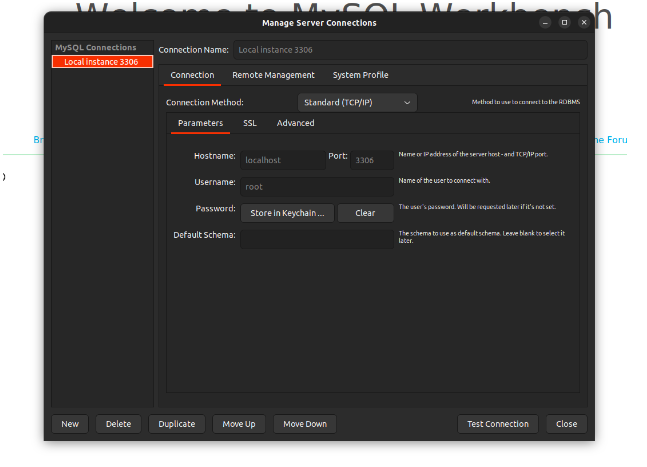 Welcome to MySQL Workbench
Manage Server Connections
MySQL Connections
Local instance 3306
Connection Name:
Local instance 3306
Connection
Remote Management
System Profile
Connection Method:
Standard (TCP/IP)
Method to use to connect to the RDBMS
Parameters
SSL
Advanced
Hostname:
localhost
Port:
3306
Name or IP address of the server host - and TCP/IP port.
Username:
root
Name of the user to connect with.
Password:
Store in Keychain ...
Clear
The user's password. Will be requested later if it's not set.
Default Schema:
The schema to use as default schema. Leave blank to select it
later.
Br
he Foru
)
New
Delete
Duplicate
Move Up
Move Down
Test Connection
Close